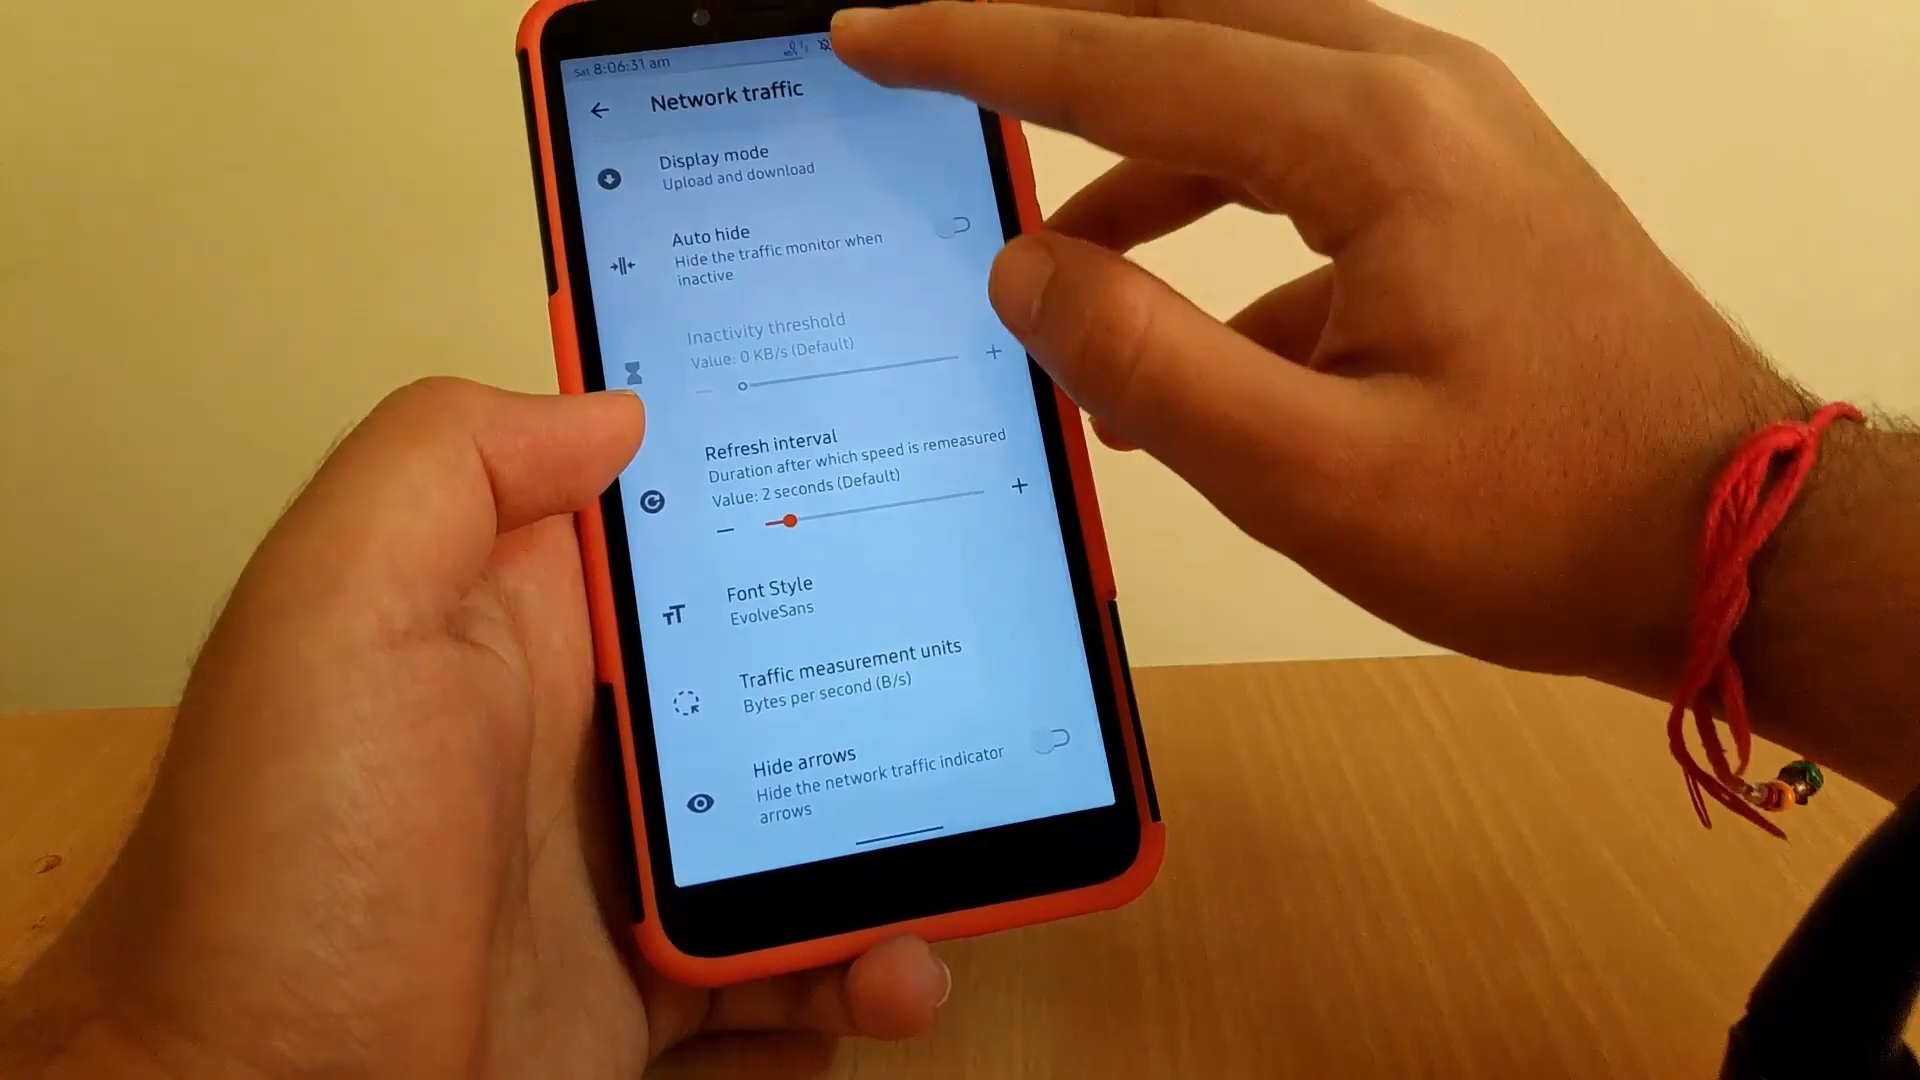 Sat 8:06:31 am
Network traffic
Display mode
Upload and download
Auto hide
Hide the traffic monitor when
inactive
Inactivity threshold
Value: 0 KB/s (Default)
Refresh interval
Duration after which speed is remeasured
Value: 2 seconds (Default)
Font Style
EvolveSans
Traffic measurement units
Bytes per second (B/s)
Hide arrows
Hide the network traffic indicator
arrows